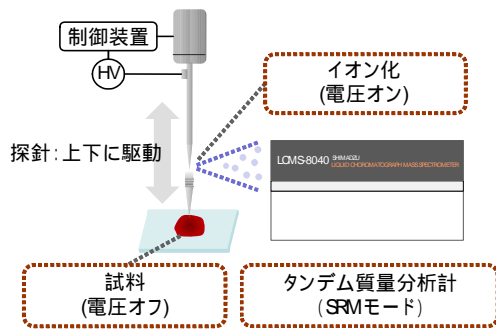 制御装置
HV
イオン化
(電圧オン)
探針:上下に駆動
LCMS-8040 SHIMADZU
LIQUID CHOROMATOGRAPH MASS SPECTROMETER
試料
(電圧オフ)
タンデム質量分析計
(SRMモード)